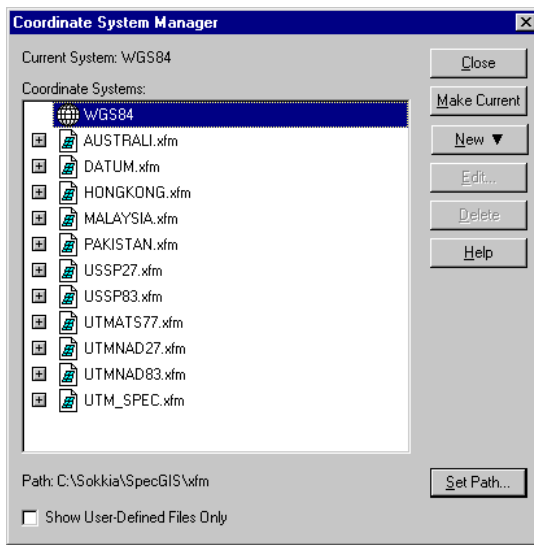 Coordinate System Manager
Current System: WGS84
Close
Coordinate Systems:
Make Current
WGS84
AUSTRALI.xfm
New ▼
DATUM.xfm
HONGKONG.xfm
Edit...
MALAYSIA.xfm
Delete
PAKISTAN.xfm
Help
USSP27.xfm
USSP83.xfm
UTMATS77.xfm
UTMNAD27.xfm
UTMNAD83.xfm
UTM_SPEC.xfm
Path: C:\Sokkia\SpecGIS\xfm
Set Path...
Show User-Defined Files Only